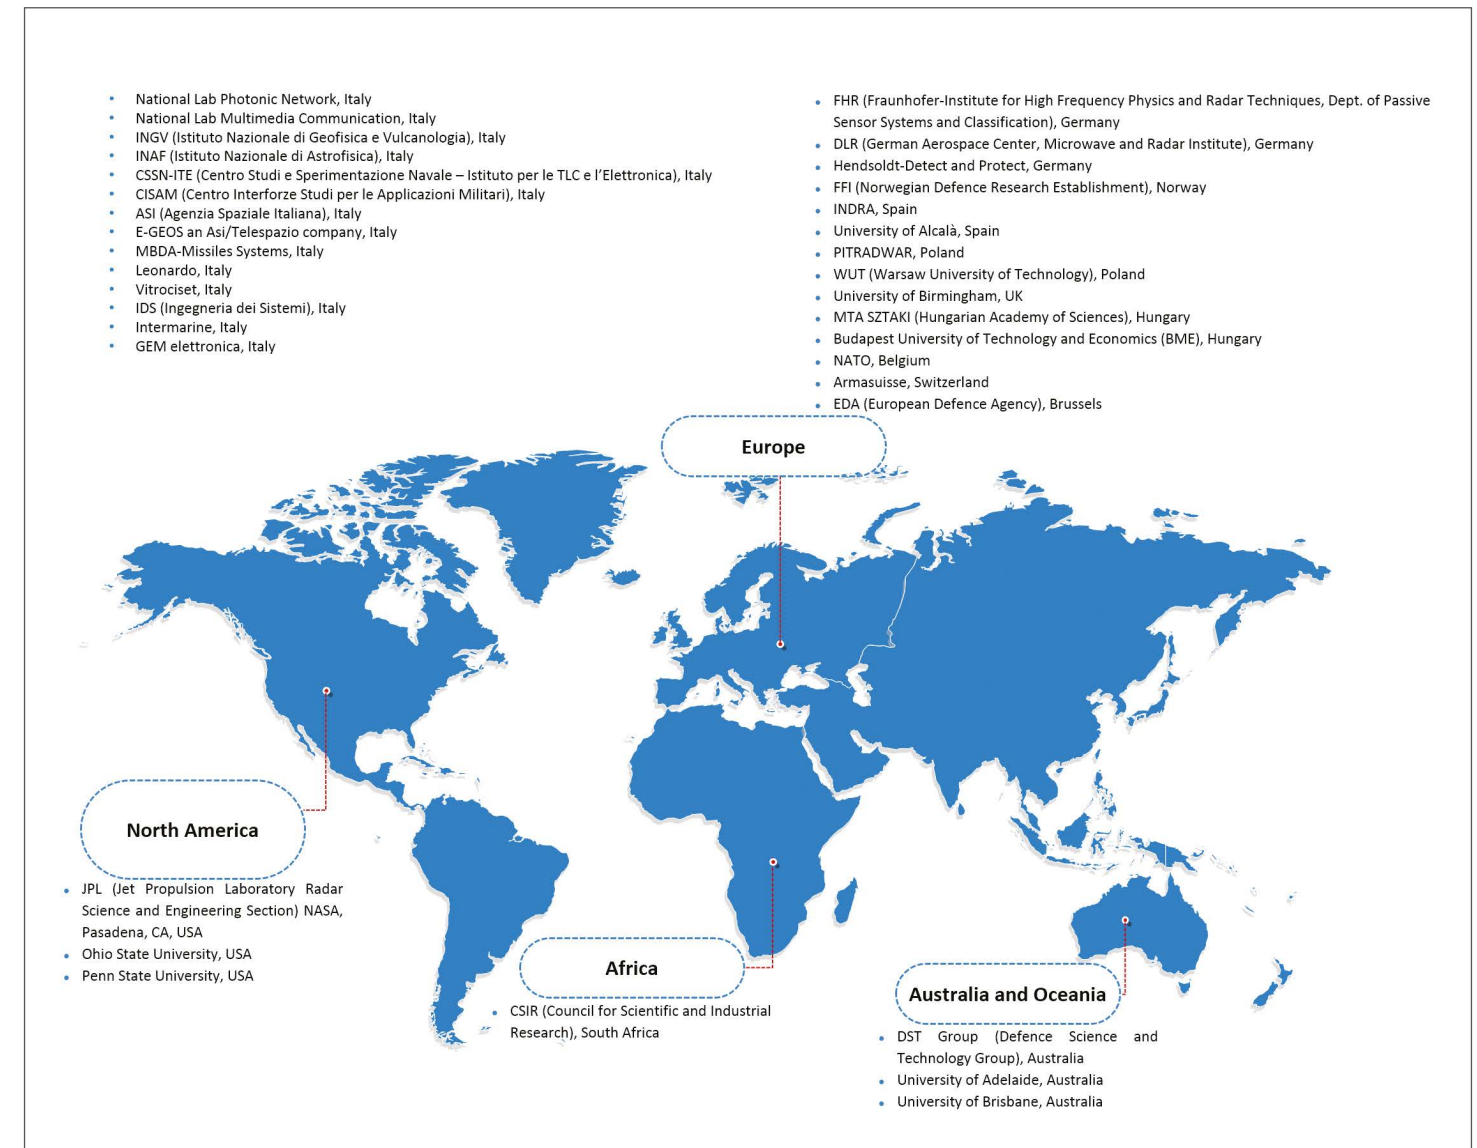 National Lab Photonic Network, Italy
National Lab Multimedia Communication, Italy
INGV (Istituto Nazionale di Geofisica e Vulcanologia), Italy
INAF (Istituto Nazionale di Astrofisica), Italy
CSSN-ITE (Centro Studi e Sperimentazione Navale – Istituto per le TLC e l'Elettronica), Italy
CISAM (Centro Interforze Studi per le Applicazioni Militari), Italy
ASI (Agenzia Spaziale Italiana), Italy
E-GEOS an Asi/Telespazio company, Italy
MBDA-Missiles Systems, Italy
Leonardo, Italy
Vitrociset, Italy
IDS (Ingegneria dei Sistemi), Italy
Intermarine, Italy
GEM elettronica, Italy
FHR (Fraunhofer-Institute for High Frequency Physics and Radar Techniques, Dept. of Passive
Sensor Systems and Classification), Germany
DLR (German Aerospace Center, Microwave and Radar Institute), Germany
Hendsoldt-Detect and Protect, Germany
FFI (Norwegian Defence Research Establishment), Norway
INDRA, Spain
University of Alcalà, Spain
PITRADWAR, Poland
WUT (Warsaw University of Technology), Poland
University of Birmingham, UK
MTA SZTAKI (Hungarian Academy of Sciences), Hungary
Budapest University of Technology and Economics (BME), Hungary
NATO, Belgium
Armasuisse, Switzerland
EDA (European Defence Agency), Brussels
Europe
North America
JPL (Jet Propulsion Laboratory Radar
Science and Engineering Section) NASA,
Pasadena, CA, USA
Ohio State University, USA
Penn State University, USA
Africa
CSIR (Council for Scientific and Industrial
Research), South Africa
Australia and Oceania
DST Group (Defence Science and
Technology Group), Australia
University of Adelaide, Australia
University of Brisbane, Australia